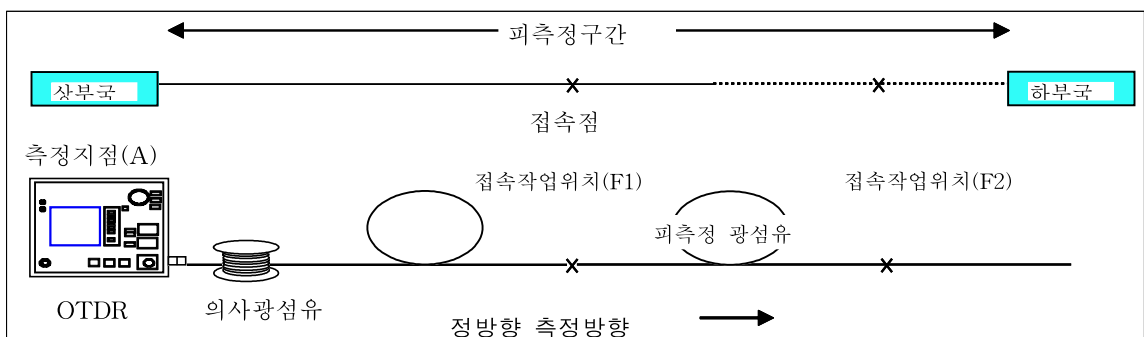 피측정구간
상부국
하부국
접속점
측정지점(A)
접속작업위치(F1)
접속작업위치(F2)
피측정 광섬유
OTDR
의사광섬유
정방향 측정방향